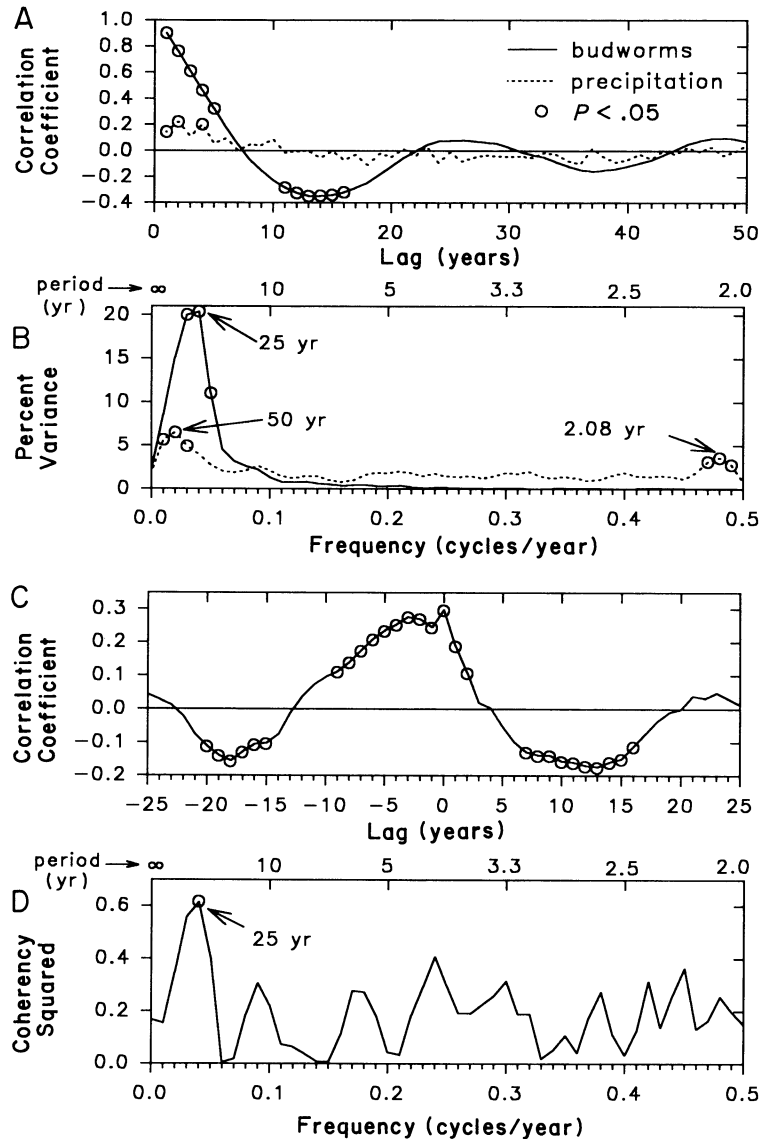 A
Correlation
Coefficient
1.0
0.8
0.6
0.4
0.2
0.0
−0.2
−0.4
budworms
precipitation
P < .05
0 10 20 30 40 50
Lag (years)
period → ∞ 10 5 3.3 2.5 2.0
(yr)
B
Percent
Variance
20
15
10
5
0
25 yr
50 yr
2.08 yr
0.0 0.1 0.2 0.3 0.4 0.5
Frequency (cycles/year)
C
Correlation
Coefficient
0.3
0.2
0.1
0.0
−0.1
−0.2
−25 −20 −15 −10 −5 0 5 10 15 20 25
Lag (years)
period → ∞ 10 5 3.3 2.5 2.0
(yr)
D
Coherency
Squared
0.6
0.4
0.2
0.0
25 yr
0.0 0.1 0.2 0.3 0.4 0.5
Frequency (cycles/year)